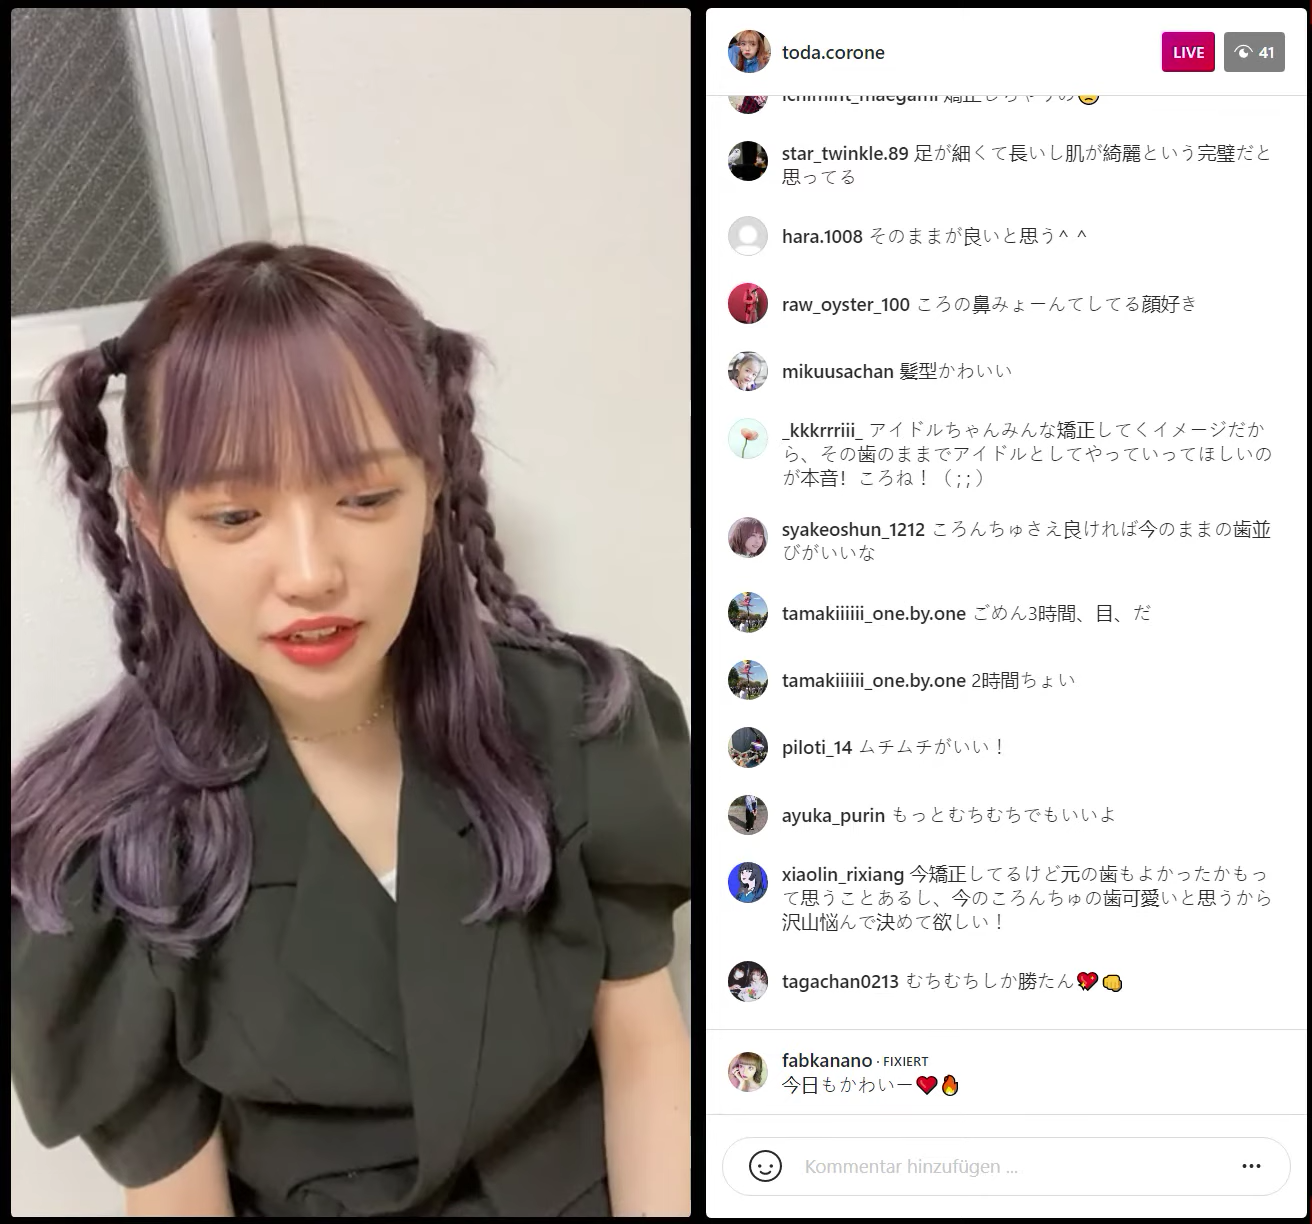 toda.corone
LIVE
41
ichimint_maegami 矯正しちゃうの😢
star_twinkle.89 足が細くて長いし肌が綺麗という完璧だと
思ってる
hara.1008 そのままが良いと思う^ ^
raw_oyster_100 ころの鼻みょーんてしてる顔好き
mikuusachan 髪型かわいい
_kkkrrriii_ アイドルちゃんみんな矯正してくイメージだか
ら、その歯のままでアイドルとしてやっていってほしいの
が本音！ころね！（ ; ; ）
syakeoshun_1212 ころんちゅさえ良ければ今のままの歯並
びがいいな
tamakiiiiii_one.by.one ごめん3時間、目、だ
tamakiiiiii_one.by.one 2時間ちょい
piloti_14 ムチムチがいい！
ayuka_purin もっとむちむちでもいいよ
xiaolin_rixiang 今矯正してるけど元の歯もよかったかもっ
て思うことあるし、今のころんちゅの歯可愛いと思うから
沢山悩んで決めて欲しい！
tagachan0213 むちむちしか勝たん💖👊
fabkanano · FIXIERT
今日もかわいー❤️🔥
Kommentar hinzufügen ...